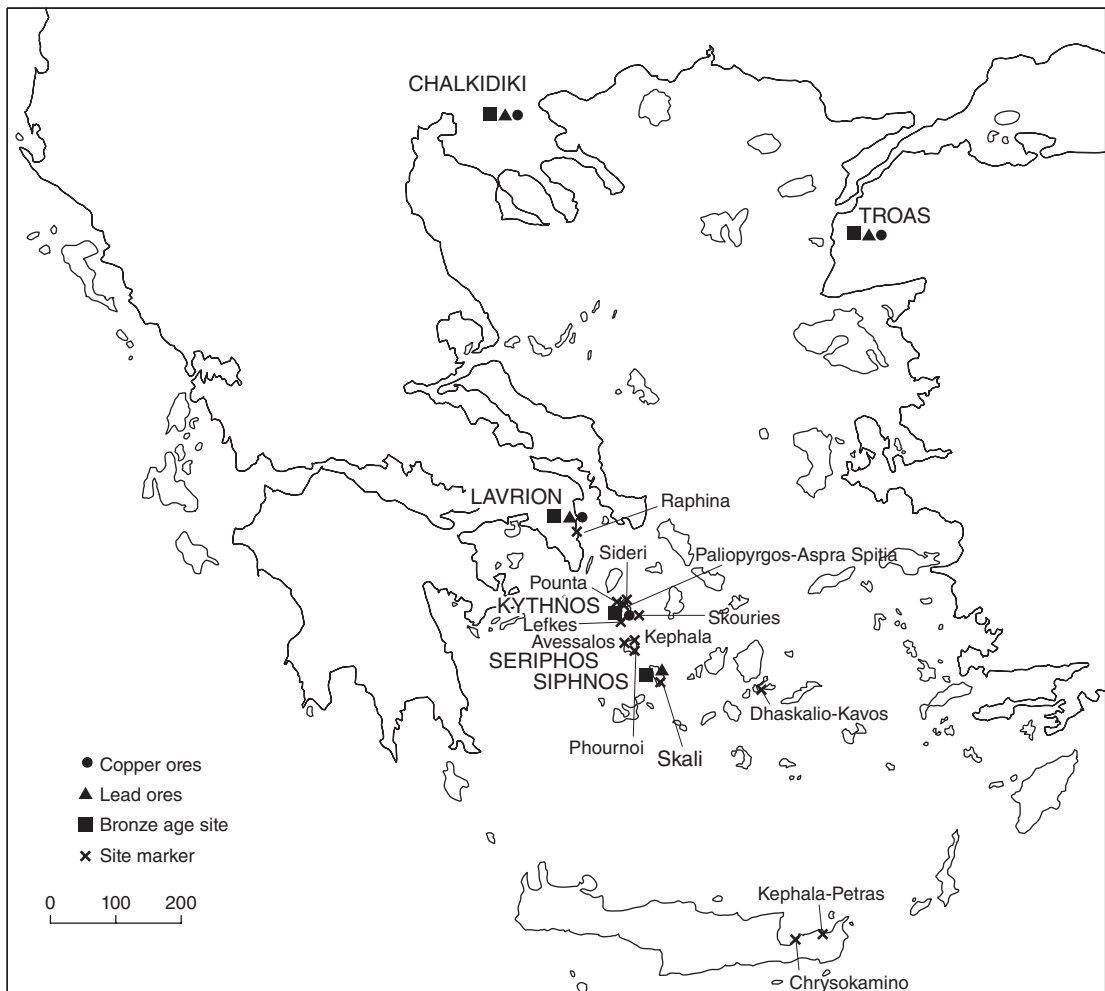 CHALKIDIKI
TROAS
LAVRION
Raphina
Sideri
Paliopyrgos-Aspra Spitia
Pounta
KYTHNOS
Skouries
Lefkes
Avessalos
Kephala
SERIPHOS
SIPHNOS
Dhaskalio-Kavos
Phournoi
Skali
Copper ores
Lead ores
Bronze age site
Site marker
0 100 200
Kephala-Petras
Chrysokamino